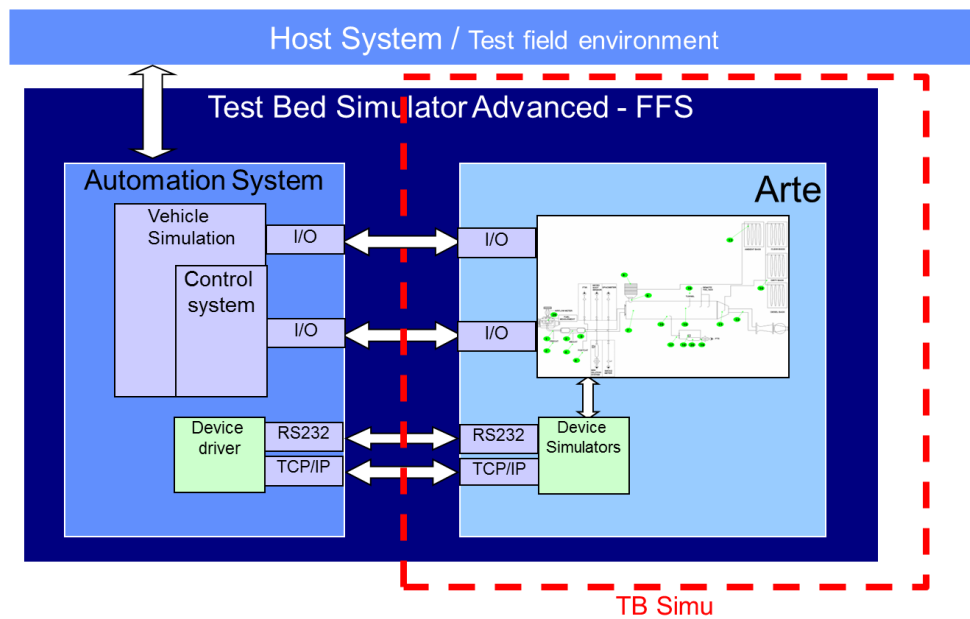 Host System / Test field environment
Test Bed Simulator Advanced - FFS
Automation System
Arte
Vehicle
Simulation
I/O
I/O
Control
system
I/O
I/O
Device
driver
RS232
RS232
Device
Simulators
TCP/IP
TCP/IP
TB Simu